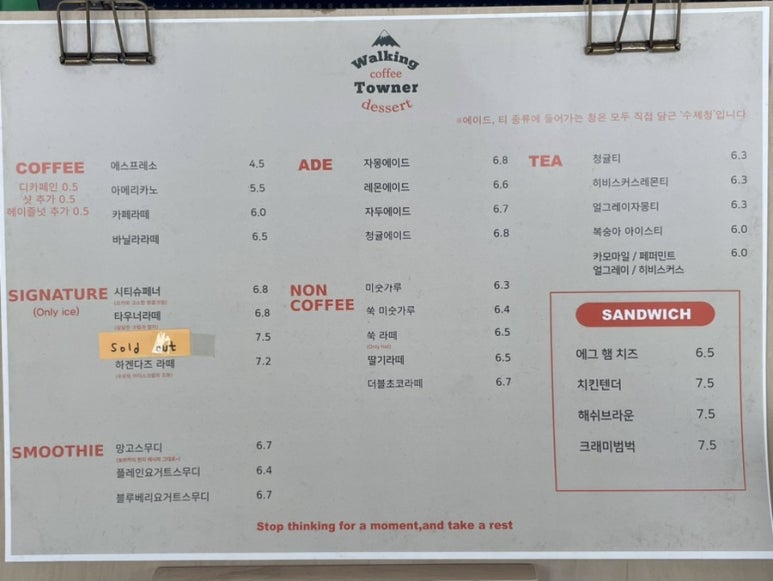 Walking
coffee
Towner
dessert
※에이드, 티 종류에 들어가는 청은 모두 직접 담근 '수제청'입니다
COFFEE
디카페인 0.5
샷 추가 0.5
헤이즐넛 추가 0.5
에스프레소 4.5
아메리카노 5.5
카페라떼 6.0
바닐라라떼 6.5
ADE
자몽에이드 6.8
레몬에이드 6.6
자두에이드 6.7
청귤에이드 6.8
TEA
청귤티 6.3
히비스커스레몬티 6.3
얼그레이자몽티 6.3
복숭아 아이스티 6.0
카모마일 / 페퍼민트 6.0
얼그레이 / 히비스커스
SIGNATURE
(Only ice)
시티슈페너 6.8
타우너라떼 6.8
Sold out 7.5
하겐다즈 라떼 7.2
NON
COFFEE
미숫가루 6.3
쑥 미숫가루 6.4
쑥 라떼 6.5
(Only hot)
딸기라떼 6.5
더블초코라떼 6.7
SANDWICH
에그 햄 치즈 6.5
치킨텐더 7.5
해쉬브라운 7.5
크래미범벅 7.5
SMOOTHIE
망고스무디 6.7
플레인요거트스무디 6.4
블루베리요거트스무디 6.7
Stop thinking for a moment,and take a rest